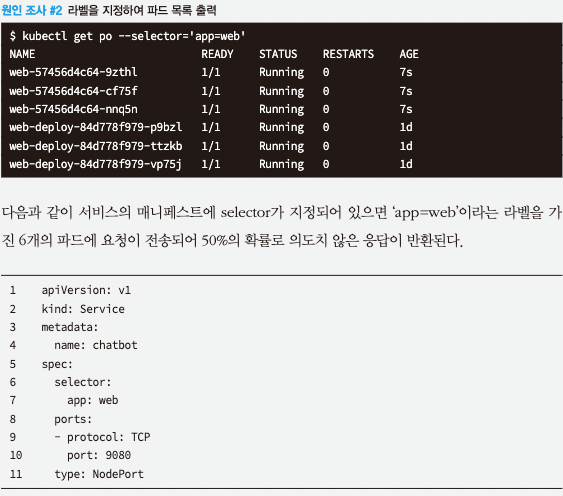 원인 조사 #2 라벨을 지정하여 파드 목록 출력
$ kubectl get po --selector='app=web'
NAME READY STATUS RESTARTS AGE
web-57456d4c64-9zthl 1/1 Running 0 7s
web-57456d4c64-cf75f 1/1 Running 0 7s
web-57456d4c64-nnq5n 1/1 Running 0 7s
web-deploy-84d778f979-p9bzl 1/1 Running 0 1d
web-deploy-84d778f979-ttzkb 1/1 Running 0 1d
web-deploy-84d778f979-vp75j 1/1 Running 0 1d
다음과 같이 서비스의 매니페스트에 selector가 지정되어 있으면 ‘app=web’이라는 라벨을 가
진 6개의 파드에 요청이 전송되어 50%의 확률로 의도치 않은 응답이 반환된다.
1 apiVersion: v1
2 kind: Service
3 metadata:
4   name: chatbot
5 spec:
6   selector:
7     app: web
8   ports:
9   - protocol: TCP
10     port: 9080
11   type: NodePort